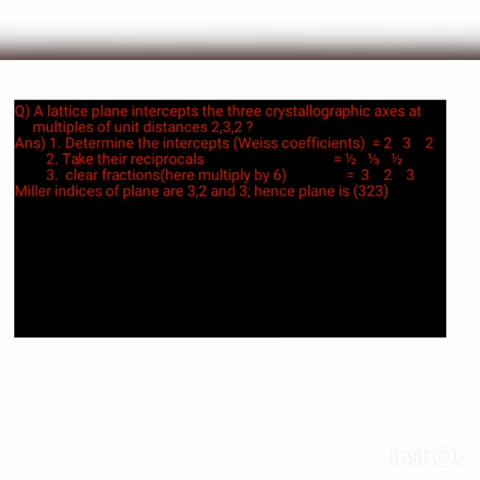 Q) A lattice plane intercepts the three crystallographic axes at
multiples of unit distances 2,3,2 ?
Ans) 1. Determine the intercepts (Weiss coefficients) = 2 3 2
2. Take their reciprocals = ½ ⅓ ½
3. clear fractions(here multiply by 6) = 3 2 3
Miller indices of plane are 3,2 and 3; hence plane is (323)
InShOt